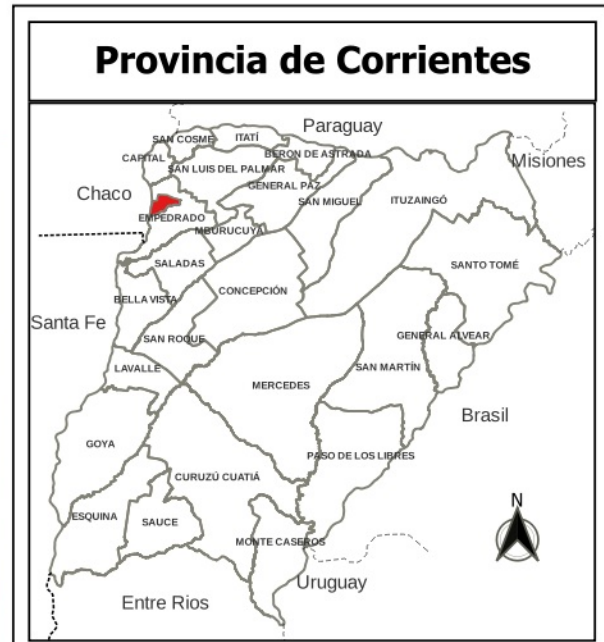 Provincia de Corrientes
Paraguay
SAN COSME
ITATÍ
CAPITAL
BERON DE ASTRADA
Misiones
SAN LUIS DEL PALMAR
Chaco
GENERAL PAZ
SAN MIGUEL
ITUZAINGÓ
EMPEDRADO
MBURUCUYÁ
SALADAS
SANTO TOMÉ
CONCEPCIÓN
BELLA VISTA
Santa Fe
SAN ROQUE
GENERAL ALVEAR
LAVALLE
SAN MARTÍN
MERCEDES
Brasil
GOYA
PASO DE LOS LIBRES
CURUZÚ CUATIÁ
N
ESQUINA
SAUCE
MONTE CASEROS
Uruguay
Entre Rios